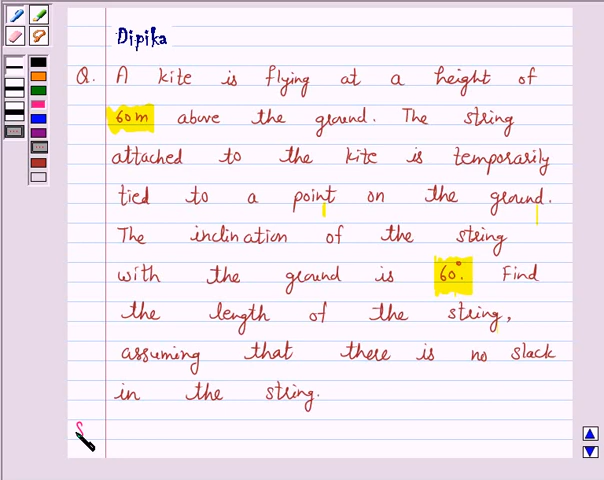 Dipika
Q. A kite is flying at a height of
60m above the ground. The string
attached to the kite is temporarily
tied to a point on the ground.
The inclination of the string
with the ground is 60°. Find
the length of the string,
assuming that there is no slack
in the string.
S